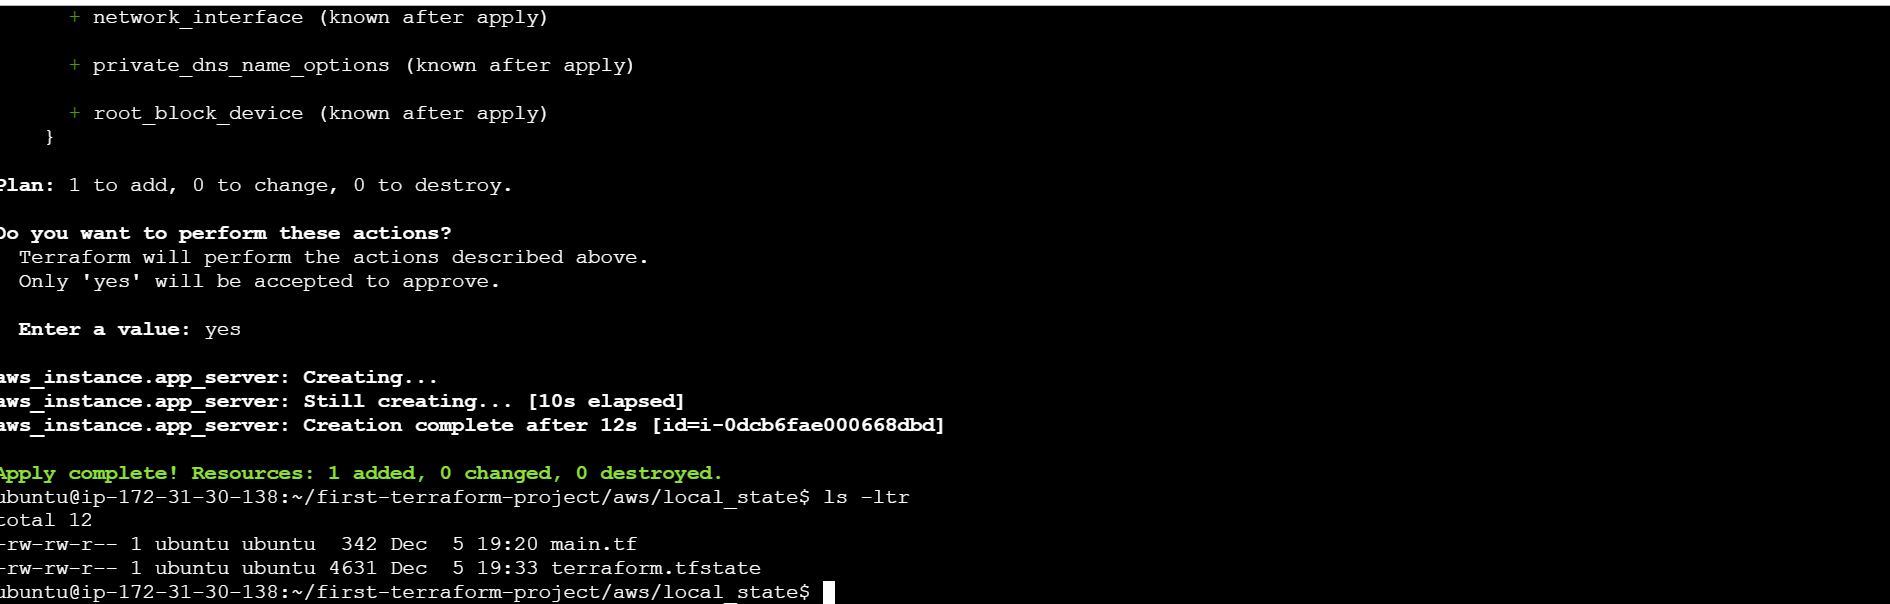 + network_interface (known after apply)
+ private_dns_name_options (known after apply)
+ root_block_device (known after apply)
}
Plan: 1 to add, 0 to change, 0 to destroy.
Do you want to perform these actions?
Terraform will perform the actions described above.
Only 'yes' will be accepted to approve.
Enter a value: yes
aws_instance.app_server: Creating...
aws_instance.app_server: Still creating... [10s elapsed]
aws_instance.app_server: Creation complete after 12s [id=i-0dcb6fae000668dbd]
Apply complete! Resources: 1 added, 0 changed, 0 destroyed.
ubuntu@ip-172-31-30-138:~/first-terraform-project/aws/local_state$ ls -ltr
total 12
-rw-rw-r-- 1 ubuntu ubuntu  342 Dec  5 19:20 main.tf
-rw-rw-r-- 1 ubuntu ubuntu 4631 Dec  5 19:33 terraform.tfstate
ubuntu@ip-172-31-30-138:~/first-terraform-project/aws/local_state$